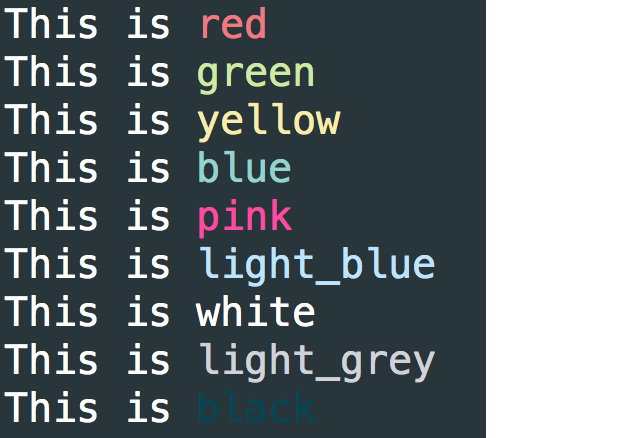 This is red
This is green
This is yellow
This is blue
This is pink
This is light_blue
This is white
This is light_grey
This is black